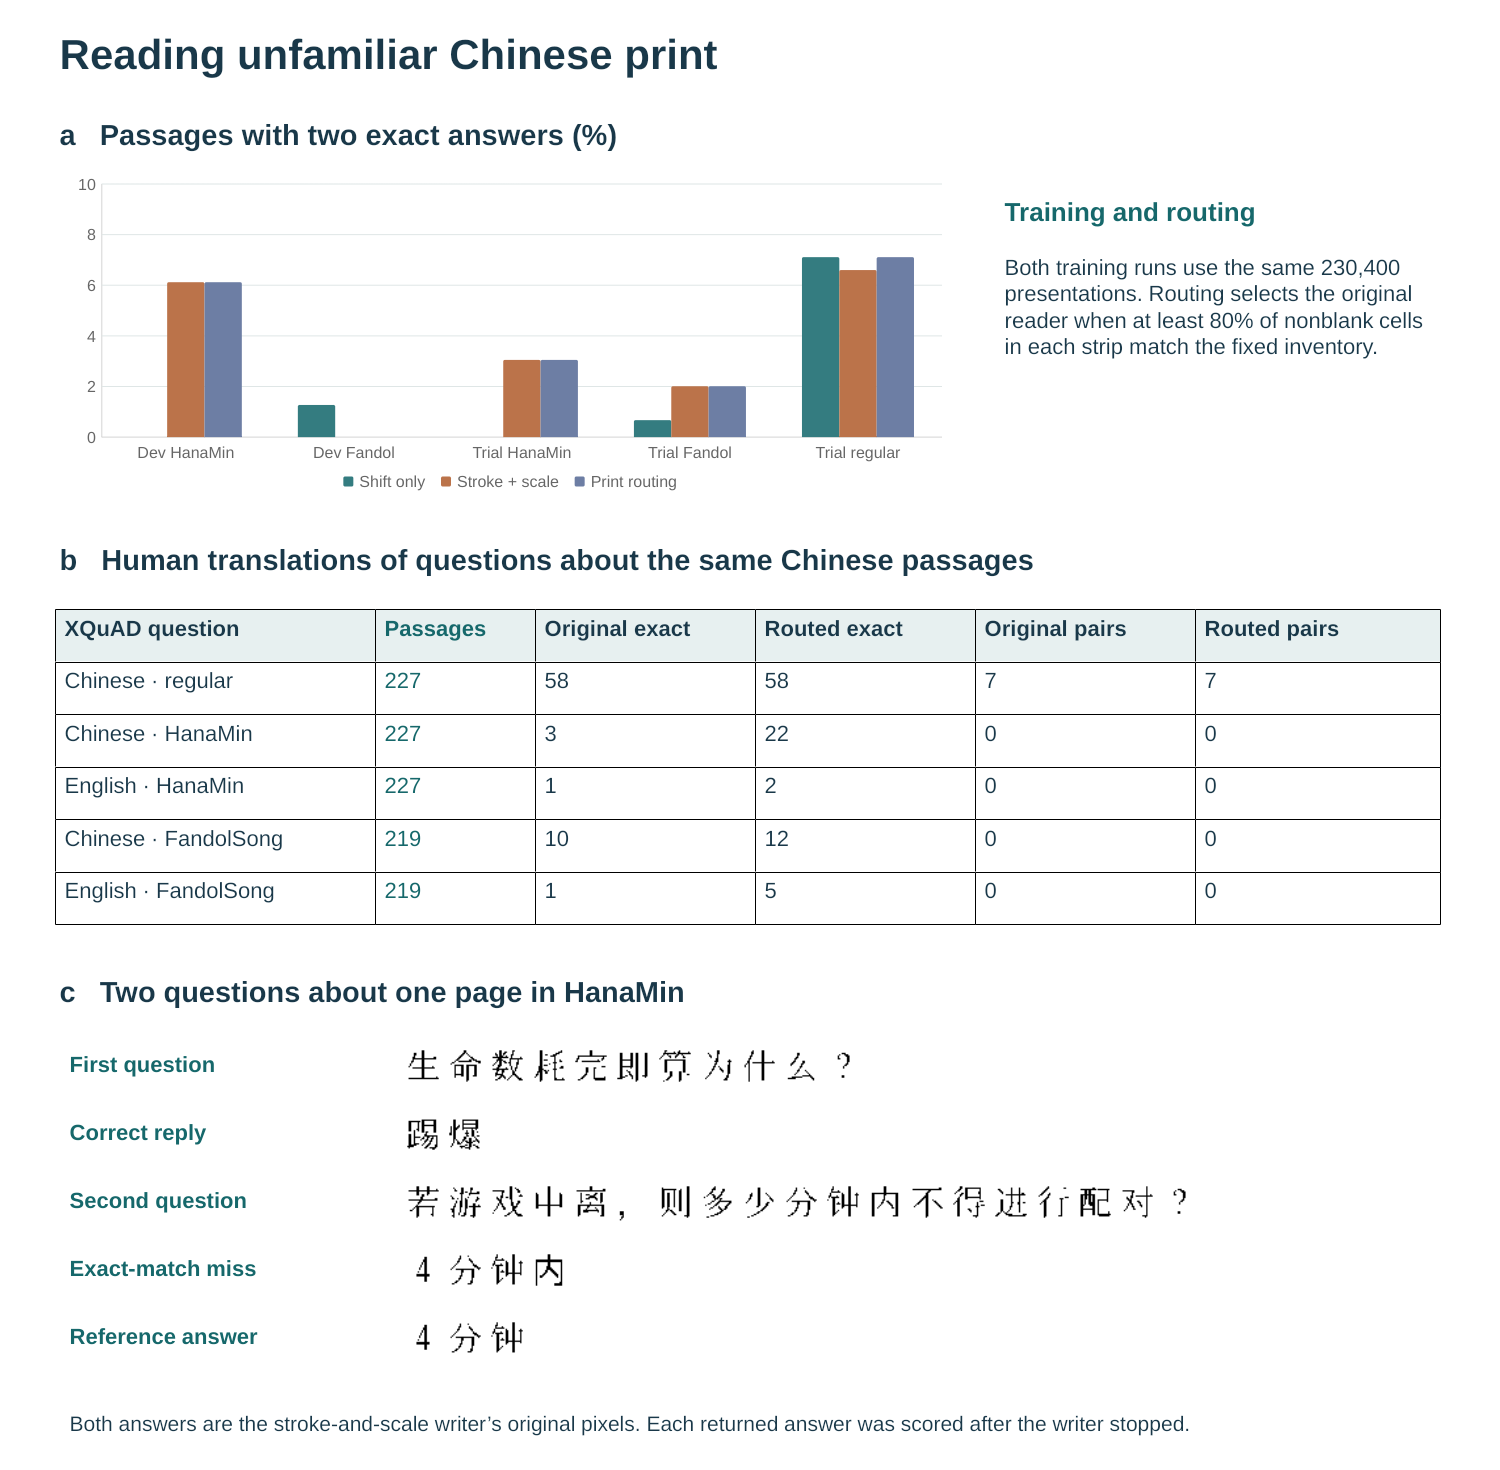 Reading unfamiliar Chinese print
a Passages with two exact answers (%)
10
8
6
4
2
0
Dev HanaMin Dev Fandol Trial HanaMin Trial Fandol Trial regular
Shift only Stroke + scale Print routing
Training and routing
Both training runs use the same 230,400
presentations. Routing selects the original
reader when at least 80% of nonblank cells
in each strip match the fixed inventory.
b Human translations of questions about the same Chinese passages
XQuAD question Passages Original exact Routed exact Original pairs Routed pairs
Chinese · regular 227 58 58 7 7
Chinese · HanaMin 227 3 22 0 0
English · HanaMin 227 1 2 0 0
Chinese · FandolSong 219 10 12 0 0
English · FandolSong 219 1 5 0 0
c Two questions about one page in HanaMin
First question 生命数耗完即算为什么?
Correct reply 踢爆
Second question 若游戏中离，则多少分钟内不得进行配对?
Exact-match miss 4分钟内
Reference answer 4分钟
Both answers are the stroke-and-scale writer’s original pixels. Each returned answer was scored after the writer stopped.